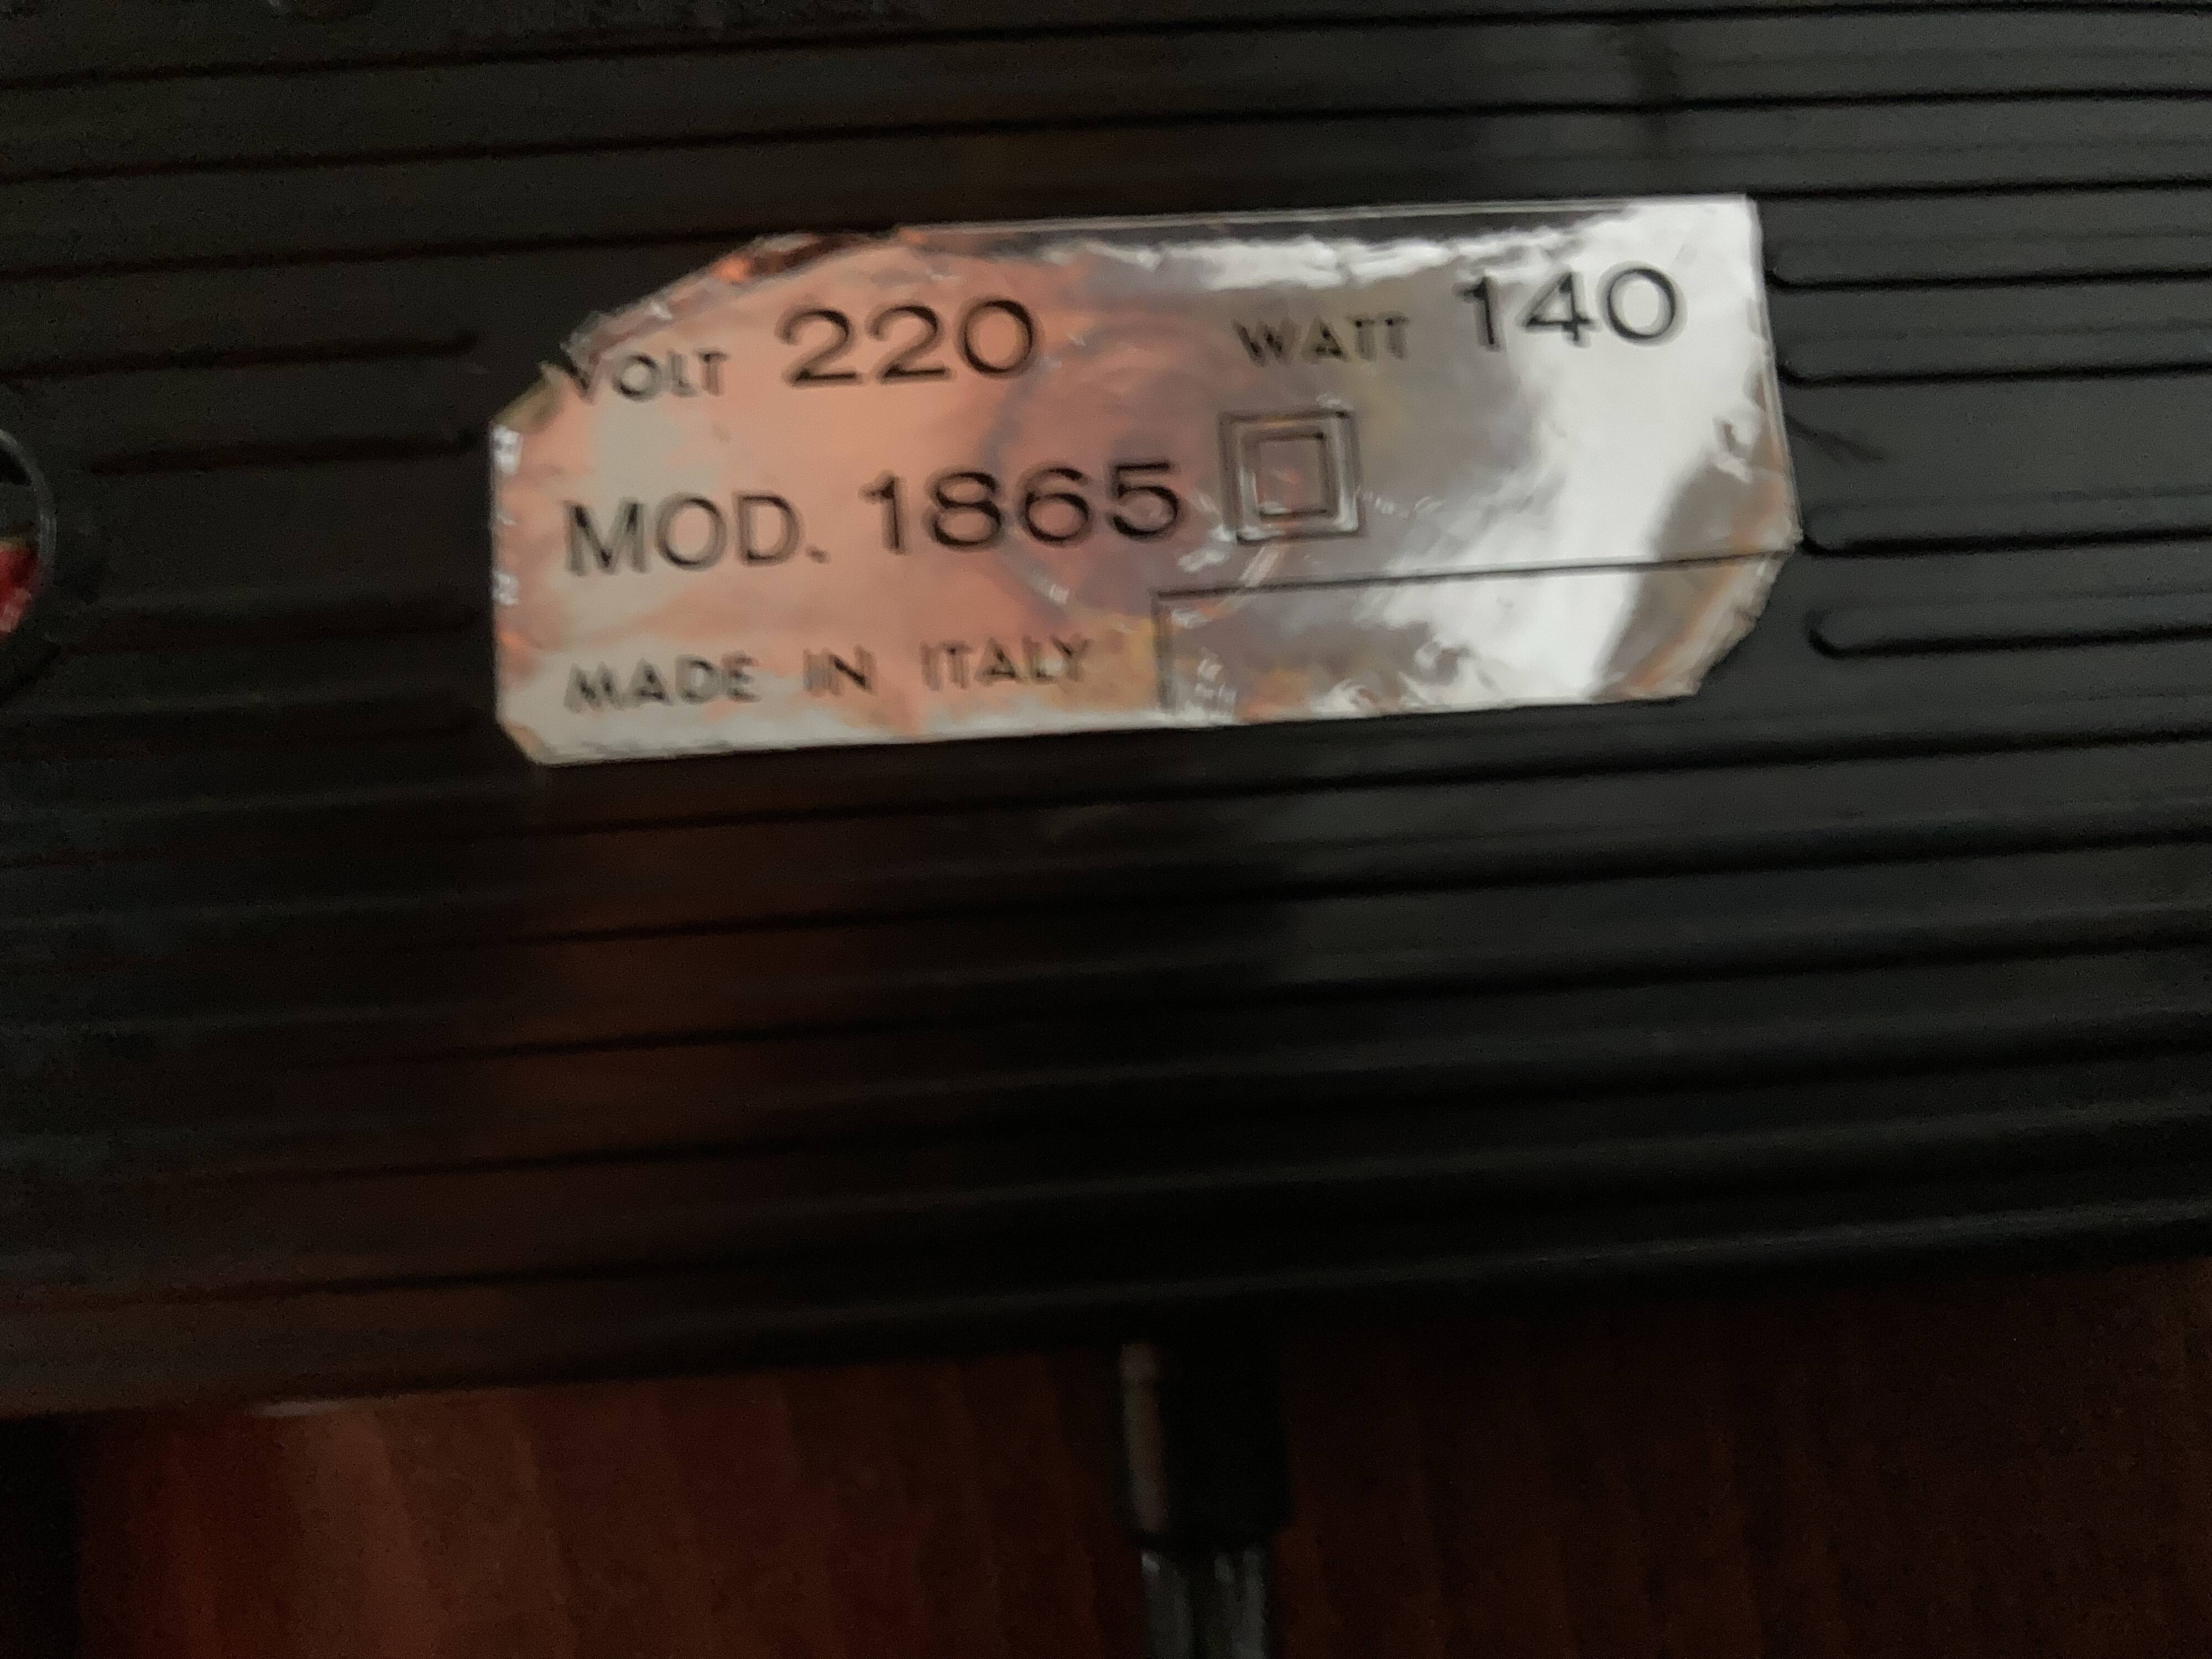 VOLT 220 WATT 140
MOD. 1865
MADE IN ITALY